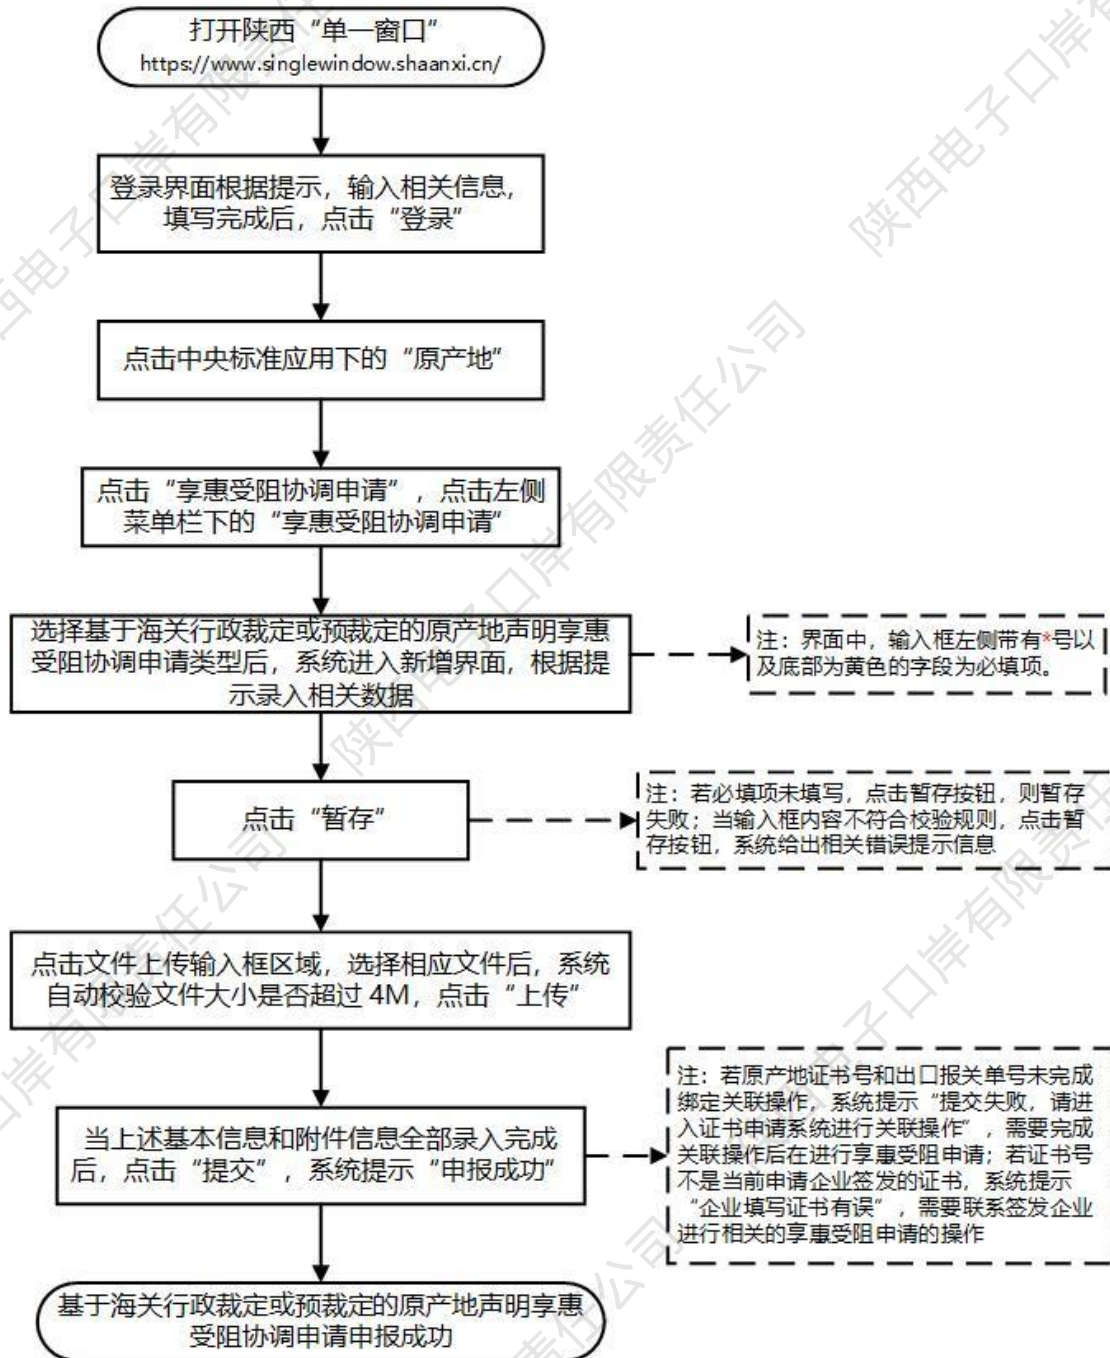 打开陕西“单一窗口”
https://www.singlewindow.shaanxi.cn/
登录界面根据提示，输入相关信息，
填写完成后，点击“登录”
点击中央标准应用下的“原产地”
点击“享惠受阻协调申请”，点击左侧
菜单栏下的“享惠受阻协调申请”
选择基于海关行政裁定或预裁定的原产地声明享惠
受阻协调申请类型后，系统进入新增界面，根据提
示录入相关数据
注：界面中，输入框左侧带有*号以
及底部为黄色的字段为必填项。
点击“暂存”
注：若必填项未填写，点击暂存按钮，则暂存
失败；当输入框内容不符合校验规则，点击暂
存按钮，系统给出相关错误提示信息
点击文件上传输入框区域，选择相应文件后，系统
自动校验文件大小是否超过 4M，点击“上传”
当上述基本信息和附件信息全部录入完成
后，点击“提交”，系统提示“申报成功”
注：若原产地证书号和出口报关单号未完成
绑定关联操作，系统提示“提交失败，请进
入证书申请系统进行关联操作”，需要完成
关联操作后在进行享惠受阻申请；若证书号
不是当前申请企业签发的证书，系统提示
“企业填写证书有误”，需要联系签发企业
进行相关的享惠受阻申请的操作
基于海关行政裁定或预裁定的原产地声明享惠
受阻协调申请申报成功
陕西电子口岸有限责任公司